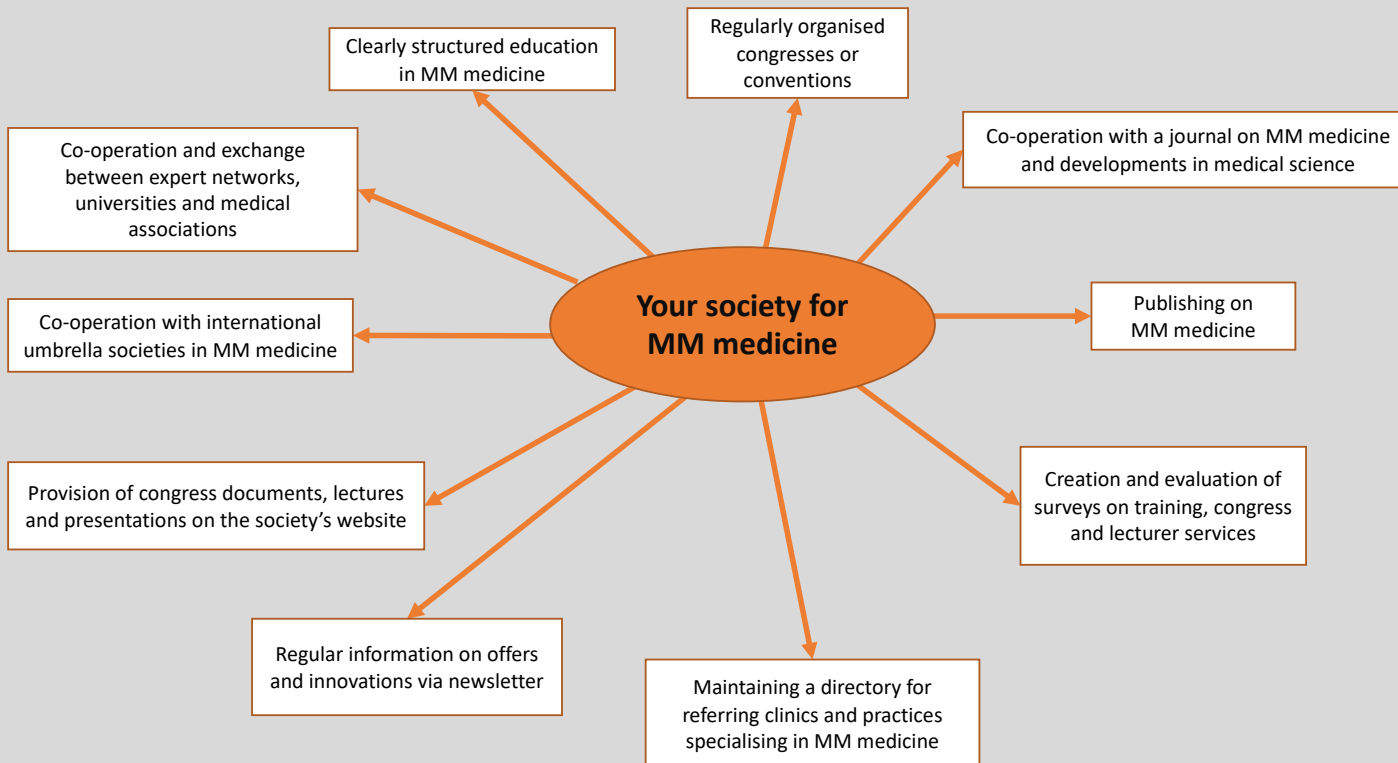 Clearly structured education
in MM medicine
Regularly organised
congresses or
conventions
Co-operation with a journal on MM medicine
and developments in medical science
Co-operation and exchange
between expert networks,
universities and medical
associations
Your society for
MM medicine
Publishing on
MM medicine
Co-operation with international
umbrella societies in MM medicine
Provision of congress documents, lectures
and presentations on the society’s website
Creation and evaluation of
surveys on training, congress
and lecturer services
Regular information on offers
and innovations via newsletter
Maintaining a directory for
referring clinics and practices
specialising in MM medicine